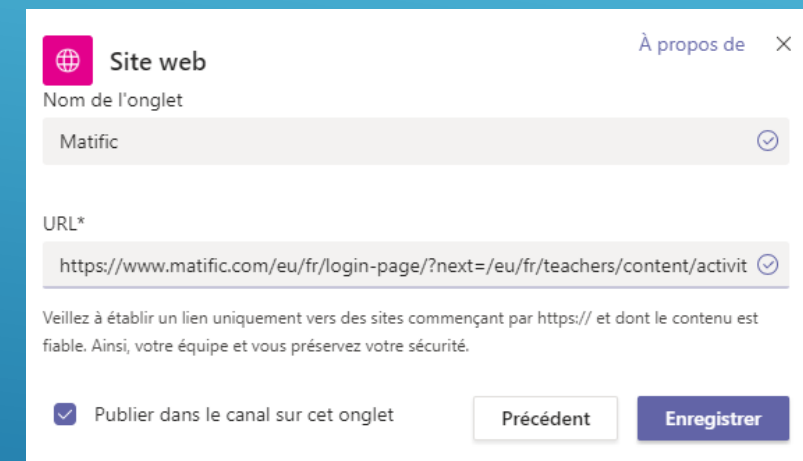 À propos de
Site web
Nom de l'onglet
Matific
URL*
https://www.matific.com/eu/fr/login-page/?next=/eu/fr/teachers/content/activit
Veillez à établir un lien uniquement vers des sites commençant par https:// et dont le contenu est
fiable. Ainsi, votre équipe et vous préservez votre sécurité.
Publier dans le canal sur cet onglet
Précédent
Enregistrer